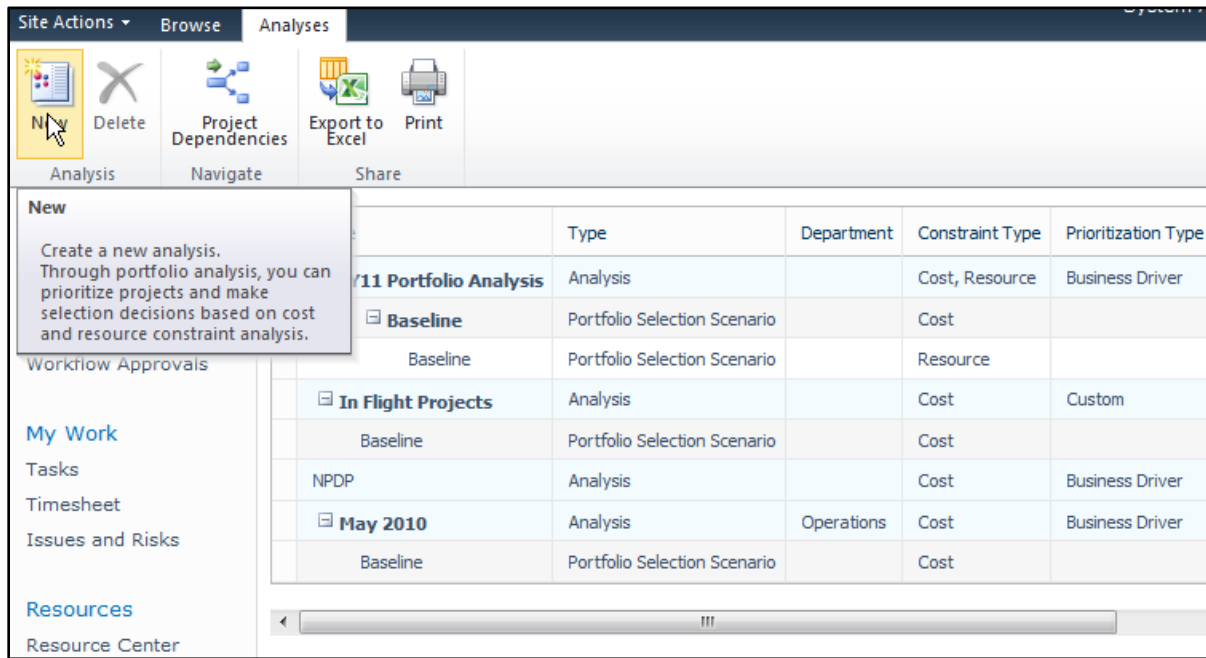 Site Actions Browse Analyses
New Delete Project Dependencies Export to Excel Print
Analysis Navigate Share
New
Create a new analysis.
Through portfolio analysis, you can
prioritize projects and make
selection decisions based on cost
and resource constraint analysis.
Type Department Constraint Type Prioritization Type
Portfolio Analysis Analysis Cost, Resource Business Driver
Baseline Portfolio Selection Scenario Cost
Baseline Portfolio Selection Scenario Resource
In Flight Projects Analysis Cost Custom
Baseline Portfolio Selection Scenario Cost
NPDP Analysis Cost Business Driver
May 2010 Analysis Operations Cost Business Driver
Baseline Portfolio Selection Scenario Cost
Workflow Approvals
My Work
Tasks
Timesheet
Issues and Risks
Resources
Resource Center